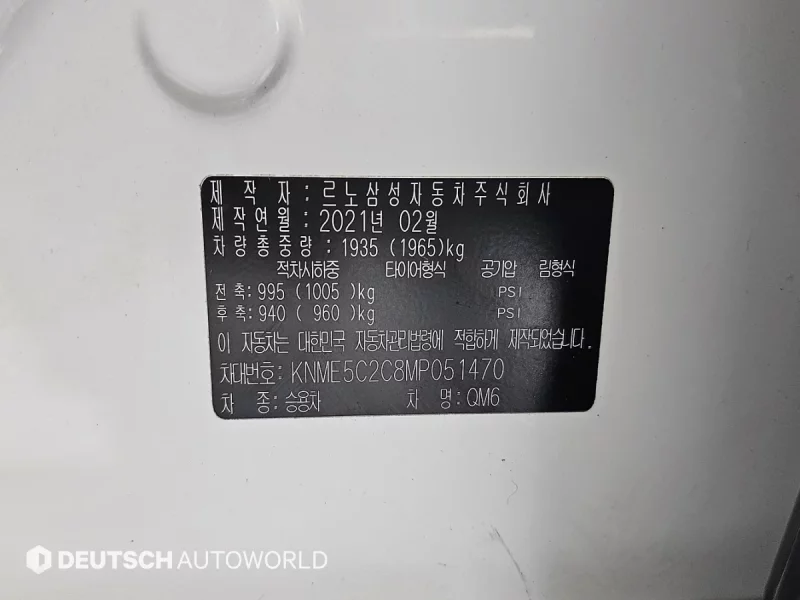 제 작 자 : 르노삼성자동차주식회사
제작연월 : 2021년 02월
차량총중량 : 1935 (1965)kg
적차시하중 타이어형식 공기압 림형식
전 축 : 995 (1005 )kg PSI
후 축 : 940 ( 960 )kg PSI
이 자동차는 대한민국 자동차관리법령에 적합하게 제작되었습니다.
차대번호 : KNME5C2C8MP051470
차 종 : 승용차 차 명 : QM6
DEUTSCH AUTOWORLD